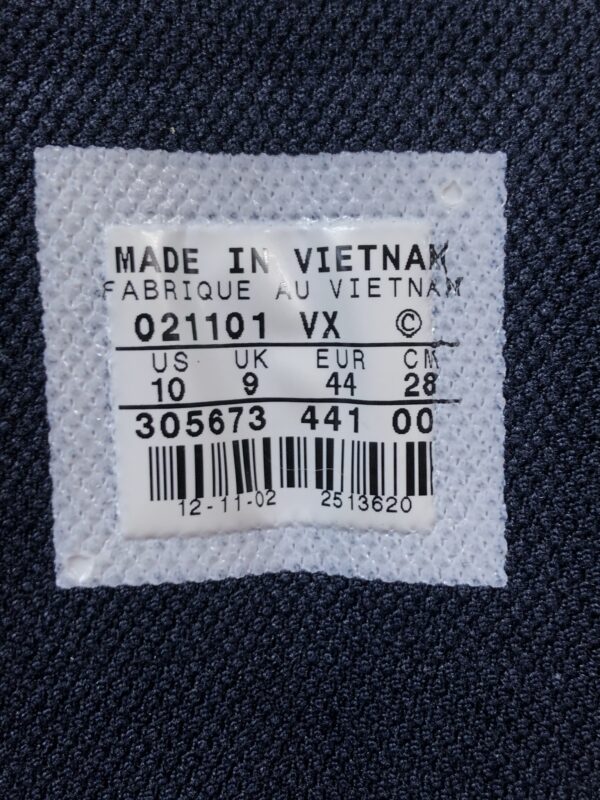 MADE IN VIETNAM
FABRIQUE AU VIETNAM
021101 VX ©
US UK EUR CM
10 9 44 28
305673 441 00
12-11-02 2513620